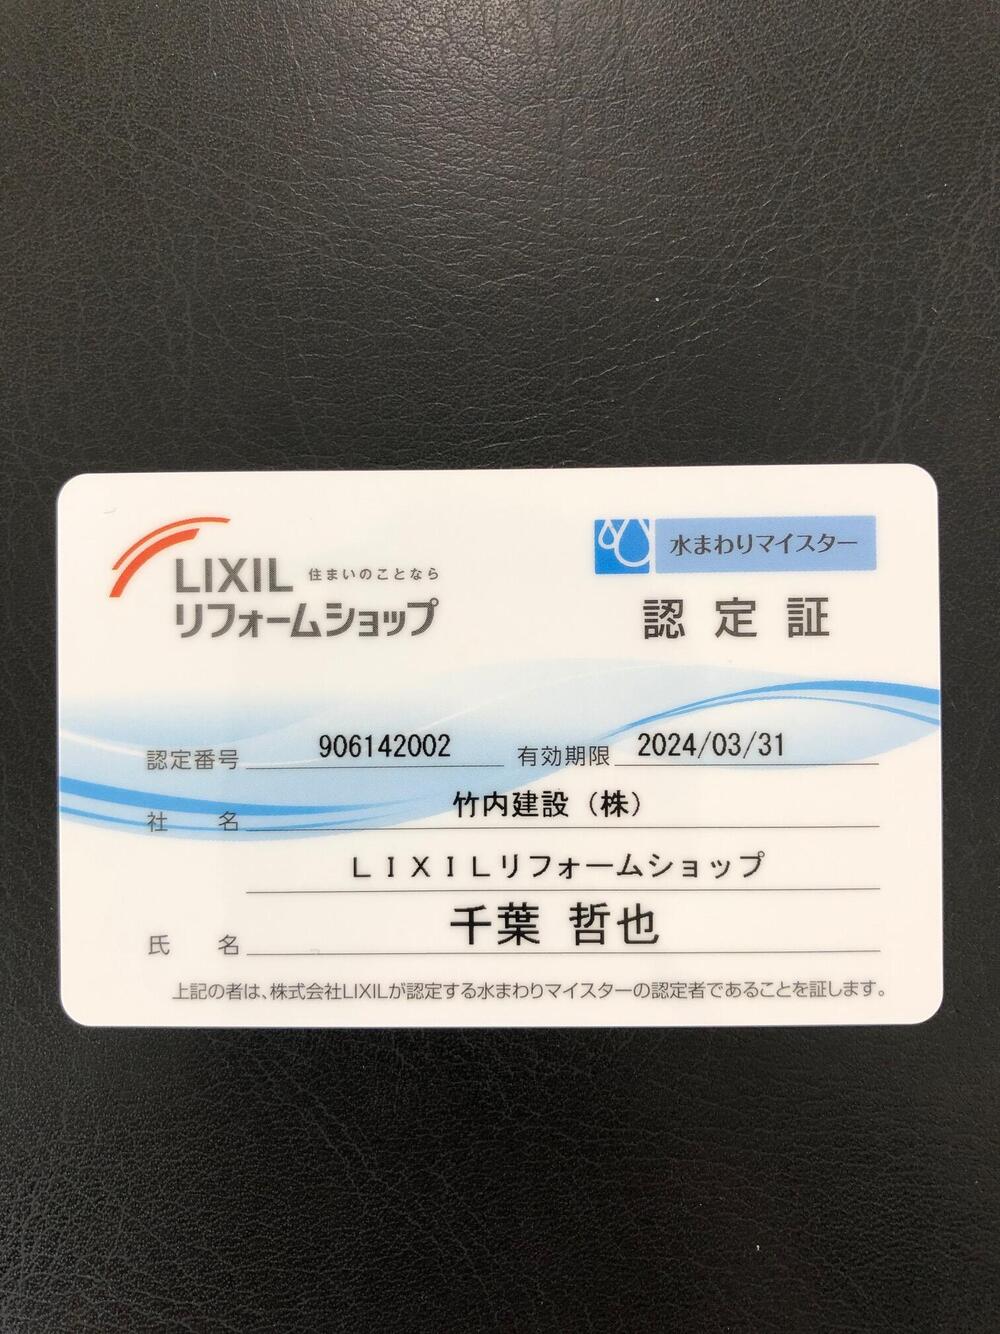 LIXIL 住まいのことなら
リフォームショップ
水まわりマイスター
認定証
認定番号 906142002 有効期限 2024/03/31
社名 竹内建設（株）
ＬＩＸＩＬリフォームショップ
氏名 千葉 哲也
上記の者は、株式会社LIXILが認定する水まわりマイスターの認定者であることを証します。